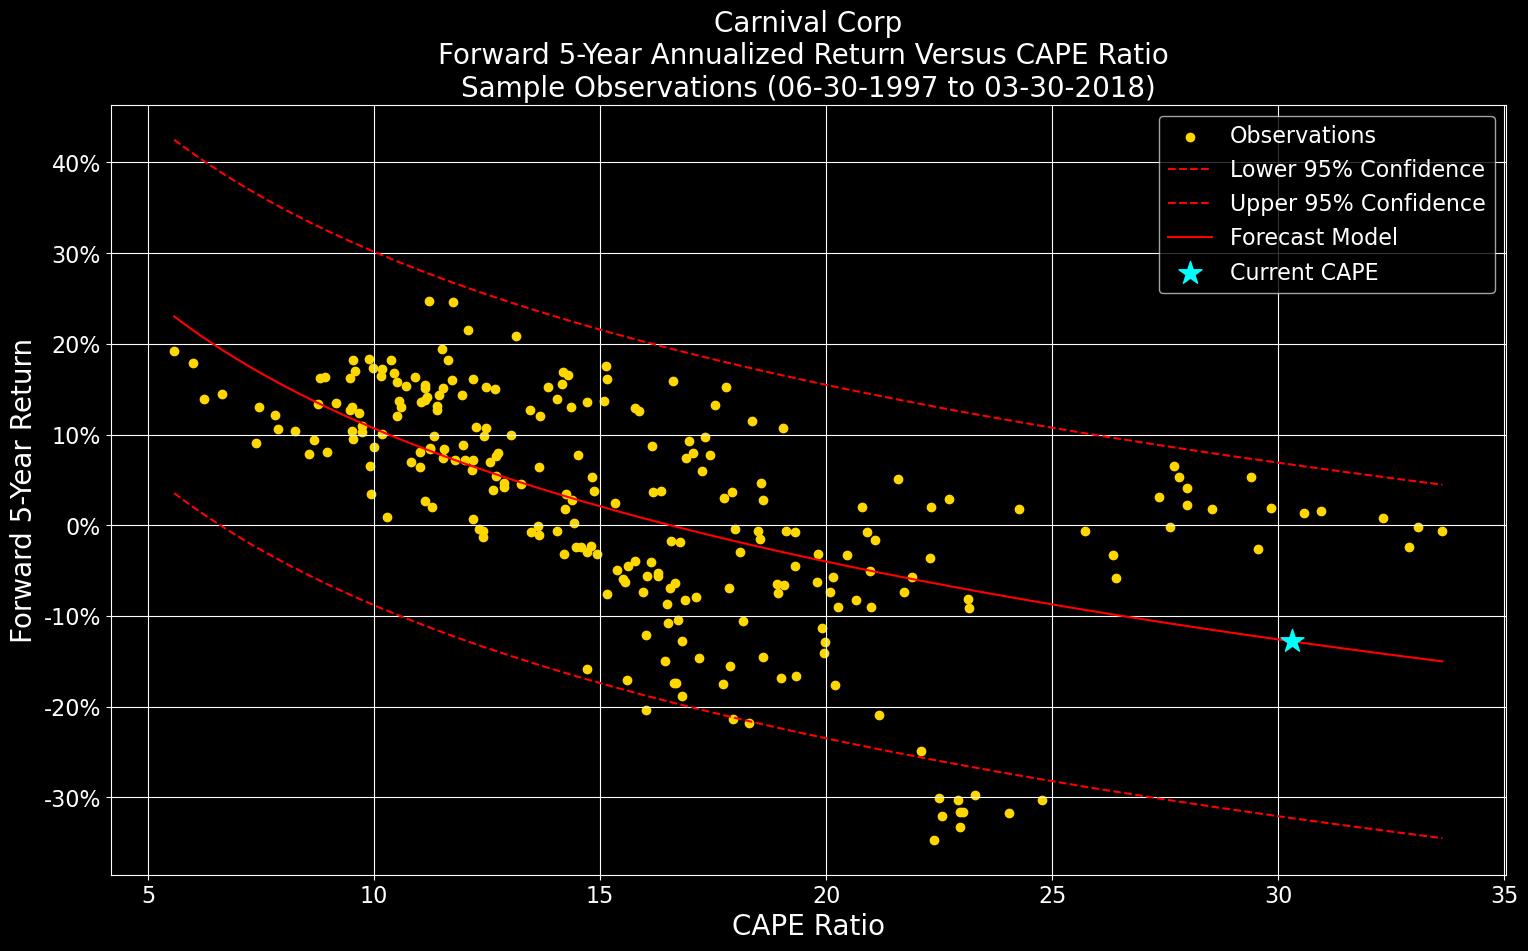 Carnival Corp
Forward 5-Year Annualized Return Versus CAPE Ratio
Sample Observations (06-30-1997 to 03-30-2018)
Observations
Lower 95% Confidence
Upper 95% Confidence
Forecast Model
Current CAPE
Forward 5-Year Return
40%
30%
20%
10%
0%
-10%
-20%
-30%
5 10 15 20 25 30 35
CAPE Ratio